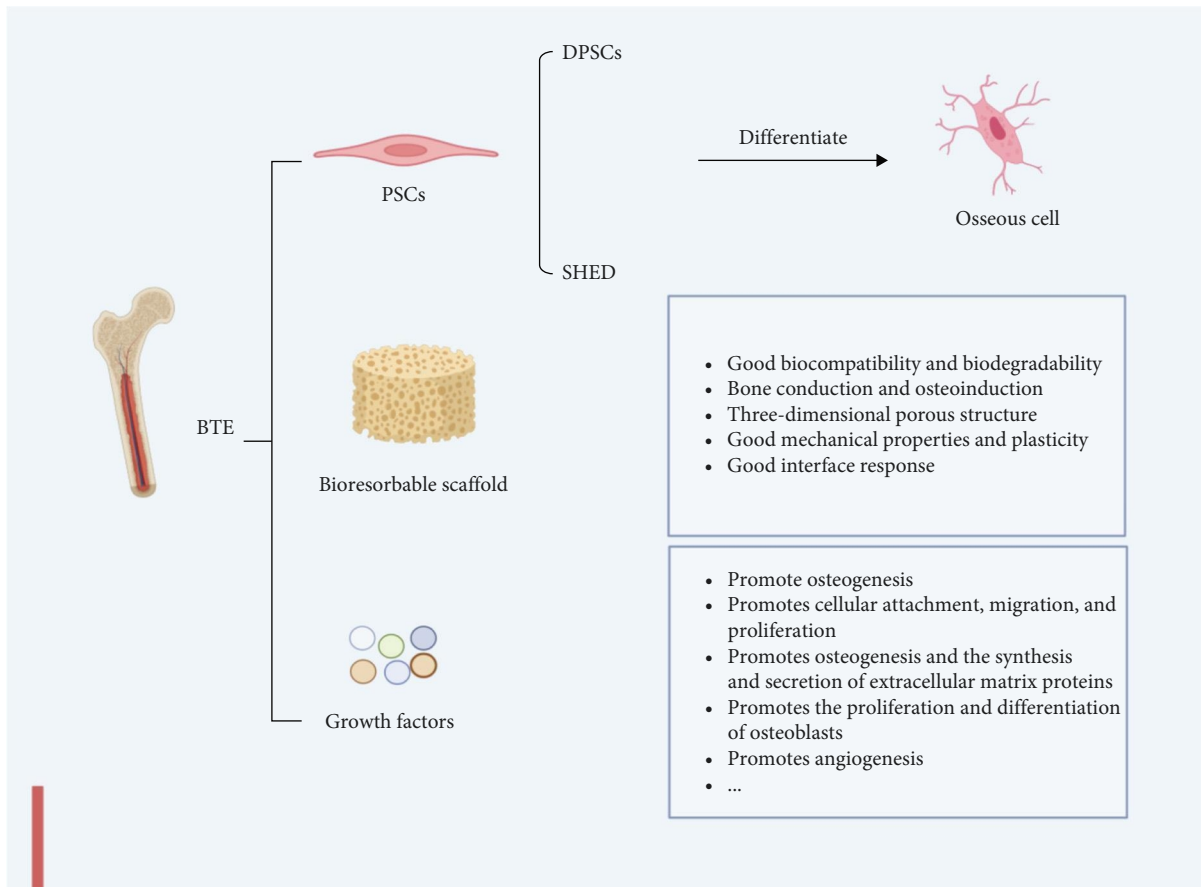 DPSCs
Differentiate
PSCs
Osseous cell
SHED
BTE
Bioresorbable scaffold
• Good biocompatibility and biodegradability
• Bone conduction and osteoinduction
• Three-dimensional porous structure
• Good mechanical properties and plasticity
• Good interface response
Growth factors
• Promote osteogenesis
• Promotes cellular attachment, migration, and
proliferation
• Promotes osteogenesis and the synthesis
and secretion of extracellular matrix proteins
• Promotes the proliferation and differentiation
of osteoblasts
• Promotes angiogenesis
• ...